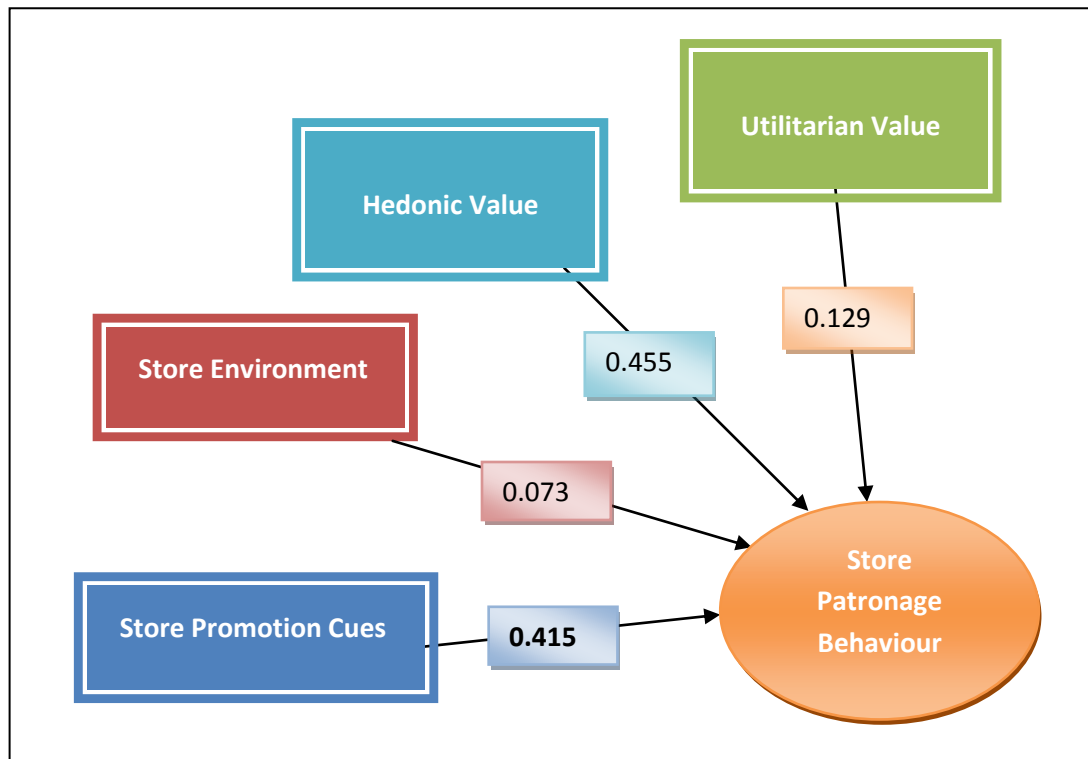 Utilitarian Value
Hedonic Value
0.129
0.455
Store Environment
0.073
Store
Patronage
Behaviour
Store Promotion Cues
0.415